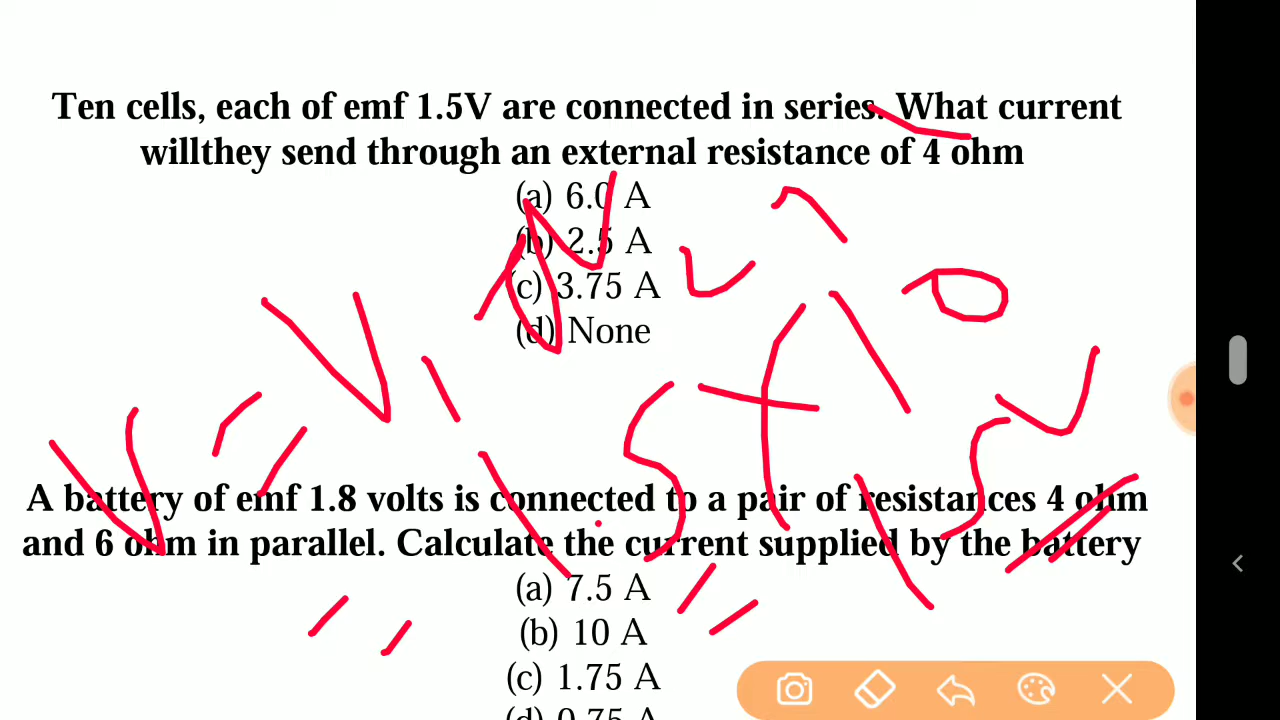 Ten cells, each of emf 1.5V are connected in series. What current
willthey send through an external resistance of 4 ohm
(a) 6.0 A
(b) 2.5 A
(c) 3.75 A
(d) None
A battery of emf 1.8 volts is connected to a pair of resistances 4 ohm
and 6 ohm in parallel. Calculate the current supplied by the battery
(a) 7.5 A
(b) 10 A
(c) 1.75 A
(d) 0.75 A